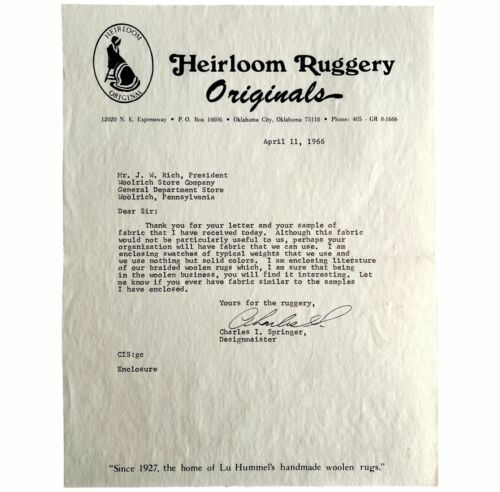 HEIRLOOM
ORIGINAL
Heirloom Ruggery
Originals
12020 N. E. Expressway • P. O. Box 18606 • Oklahoma City, Oklahoma 73118 • Phone: 405 - GR 8-1666
April 11, 1966
Mr. J. W. Rich, President
Woolrich Store Company
General Department Store
Woolrich, Pennsylvania
Dear Sir:
Thank you for your letter and your sample of
fabric that I have received today. Although this fabric
would not be particularly useful to us, perhaps your
organization will have fabric that we can use. I am
enclosing swatches of typical weights that we use and
we use nothing but solid colors. I am enclosing literature
of our braided woolen rugs which, I am sure that being
in the woolen business, you will find it interesting. Let
me know if you ever have fabric similar to the samples
I have enclosed.
Yours for the ruggery,
Charles I. Springer,
Designmaister
CIS:gc
Enclosure
"Since 1927, the home of Lu Hummel's handmade woolen rugs."